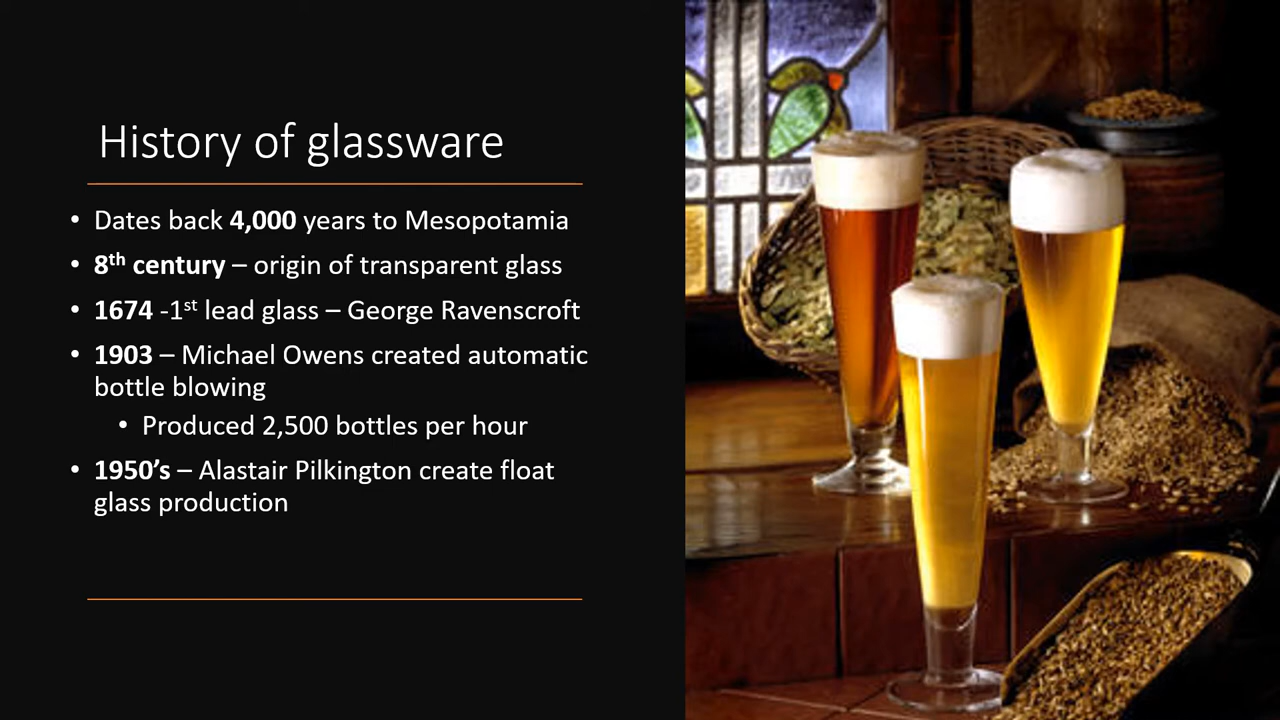 History of glassware
• Dates back 4,000 years to Mesopotamia
• 8th century – origin of transparent glass
• 1674 -1st lead glass – George Ravenscroft
• 1903 – Michael Owens created automatic
bottle blowing
• Produced 2,500 bottles per hour
• 1950’s – Alastair Pilkington create float
glass production